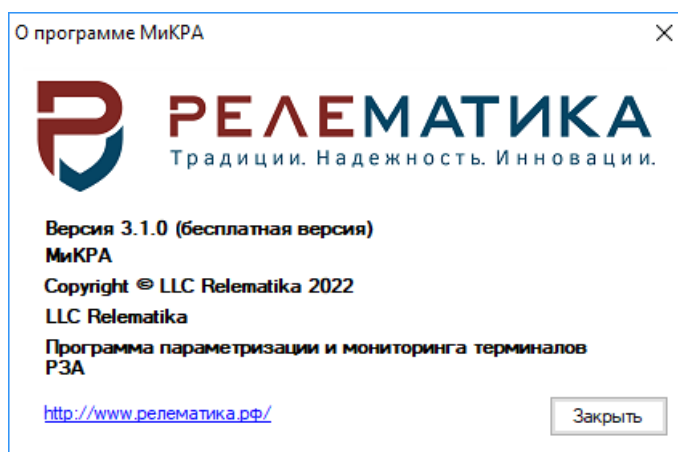 О программе МиКРА
РЕЛЕМАТИКА
Традиции. Надежность. Инновации.
Версия 3.1.0 (бесплатная версия)
МиКРА
Copyright © LLC Relematika 2022
LLC Relematika
Программа параметризации и мониторинга терминалов
РЗА
http://www.релематика.рф/
Закрыть